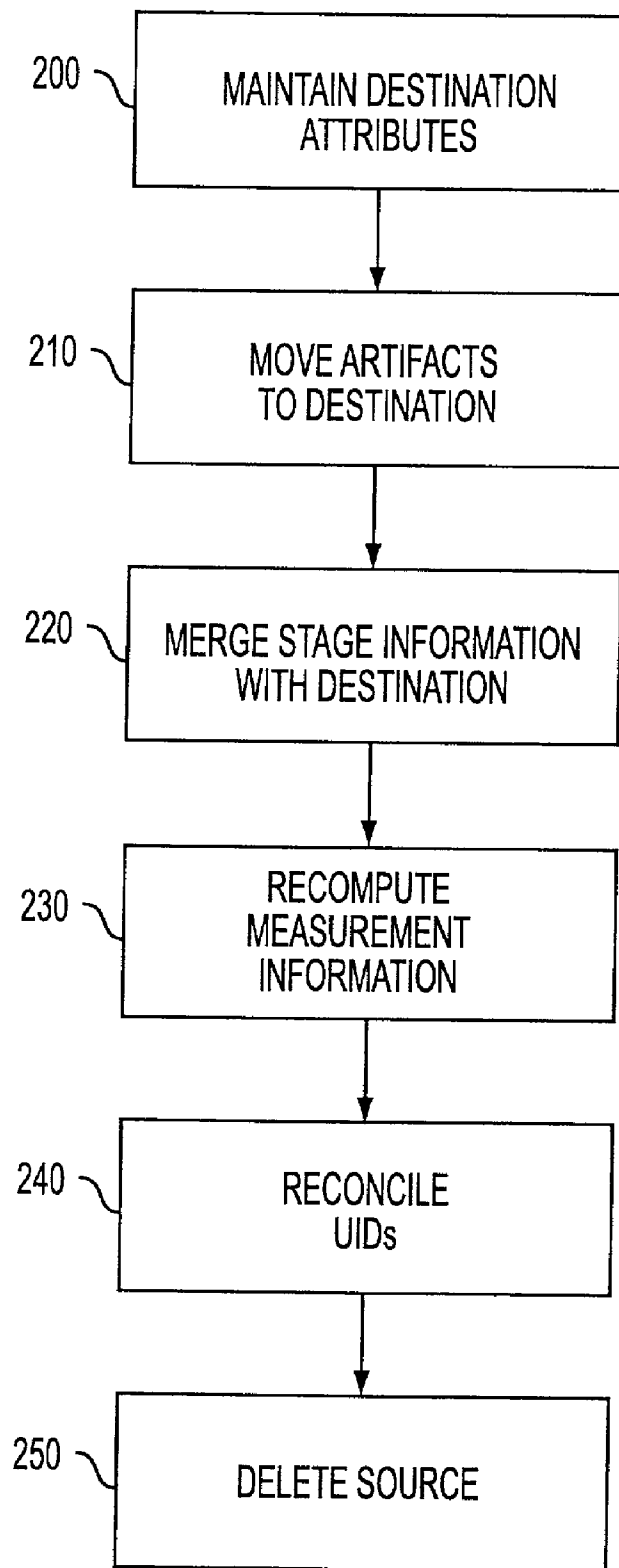 200
MAINTAIN DESTINATION
ATTRIBUTES
210
MOVE ARTIFACTS
TO DESTINATION
220
MERGE STAGE INFORMATION
WITH DESTINATION
230
RECOMPUTE
MEASUREMENT
INFORMATION
240
RECONCILE
UIDs
250
DELETE SOURCE